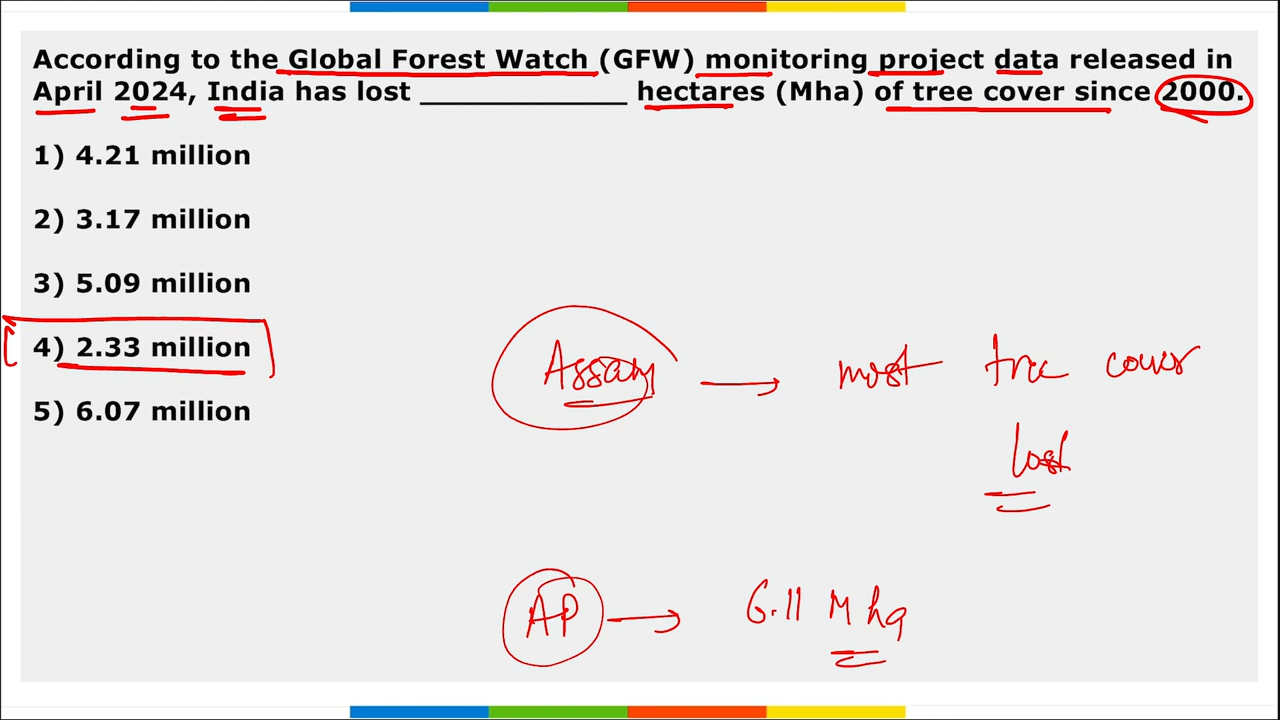 According to the Global Forest Watch (GFW) monitoring project data released in
April 2024, India has lost ______________ hectares (Mha) of tree cover since 2000.
1) 4.21 million
2) 3.17 million
3) 5.09 million
4) 2.33 million
5) 6.07 million
Assam → most tree cover
lost
AP → 6.11 Mha